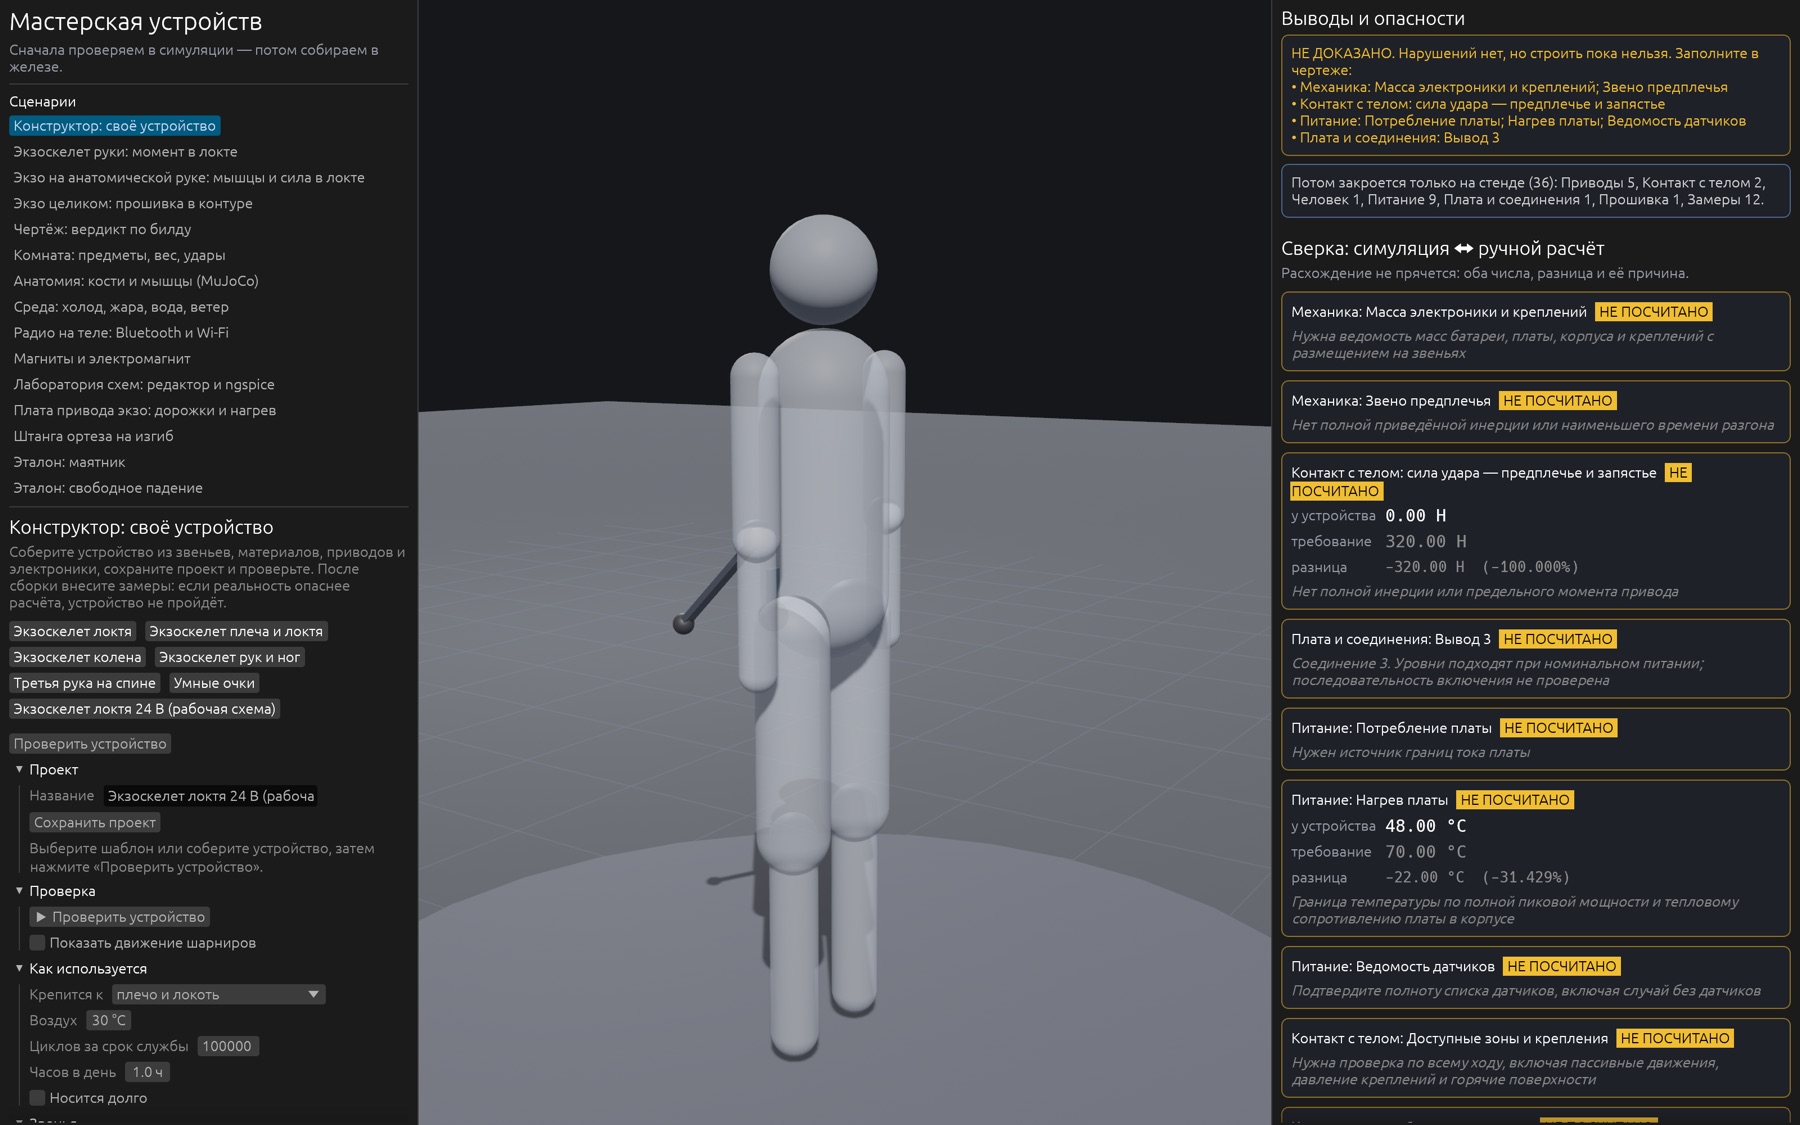 Мастерская устройств
Сначала проверяем в симуляции — потом собираем в
железе.
Сценарии
Конструктор: своё устройство
Экзоскелет руки: момент в локте
Экзо на анатомической руке: мышцы и сила в локте
Экзо целиком: прошивка в контуре
Чертёж: вердикт по билду
Комната: предметы, вес, удары
Анатомия: кости и мышцы (MuJoCo)
Среда: холод, жара, вода, ветер
Радио на теле: Bluetooth и Wi-Fi
Магниты и электромагнит
Лаборатория схем: редактор и ngspice
Плата привода экзо: дорожки и нагрев
Штанга ортеза на изгиб
Эталон: маятник
Эталон: свободное падение
Конструктор: своё устройство
Соберите устройство из звеньев, материалов, приводов и
электроники, сохраните проект и проверьте. После
сборки внесите замеры: если реальность опаснее
расчёта, устройство не пройдёт.
Экзоскелет локтя Экзоскелет плеча и локтя
Экзоскелет колена Экзоскелет рук и ног
Третья рука на спине Умные очки
Экзоскелет локтя 24 В (рабочая схема)
Проверить устройство
▼ Проект
Название Экзоскелет локтя 24 В (рабоча
Сохранить проект
Выберите шаблон или соберите устройство, затем
нажмите «Проверить устройство».
▼ Проверка
▶ Проверить устройство
Показать движение шарниров
▼ Как используется
Крепится к плечо и локоть
Воздух 30 °C
Циклов за срок службы 100000
Часов в день 1.0 ч
Носится долго
Выводы и опасности
НЕ ДОКАЗАНО. Нарушений нет, но строить пока нельзя. Заполните в
чертеже:
• Механика: Масса электроники и креплений; Звено предплечья
• Контакт с телом: сила удара — предплечье и запястье
• Питание: Потребление платы; Нагрев платы; Ведомость датчиков
• Плата и соединения: Вывод 3
Потом закроется только на стенде (36): Приводы 5, Контакт с телом 2,
Человек 1, Питание 9, Плата и соединения 1, Прошивка 1, Замеры 12.
Сверка: симуляция ⬌ ручной расчёт
Расхождение не прячется: оба числа, разница и её причина.
Механика: Масса электроники и креплений НЕ ПОСЧИТАНО
Нужна ведомость масс батареи, платы, корпуса и креплений с
размещением на звеньях
Механика: Звено предплечья НЕ ПОСЧИТАНО
Нет полной приведённой инерции или наименьшего времени разгона
Контакт с телом: сила удара — предплечье и запястье НЕ
ПОСЧИТАНО
у устройства 0.00 Н
требование 320.00 Н
разница -320.00 Н (-100.000%)
Нет полной инерции или предельного момента привода
Плата и соединения: Вывод 3 НЕ ПОСЧИТАНО
Соединение 3. Уровни подходят при номинальном питании;
последовательность включения не проверена
Питание: Потребление платы НЕ ПОСЧИТАНО
Нужен источник границ тока платы
Питание: Нагрев платы НЕ ПОСЧИТАНО
у устройства 48.00 °C
требование 70.00 °C
разница -22.00 °C (-31.429%)
Граница температуры по полной пиковой мощности и тепловому
сопротивлению платы в корпусе
Питание: Ведомость датчиков НЕ ПОСЧИТАНО
Подтвердите полноту списка датчиков, включая случай без датчиков
Контакт с телом: Доступные зоны и крепления НЕ ПОСЧИТАНО
Нужна проверка по всему ходу, включая пассивные движения,
давление креплений и горячие поверхности